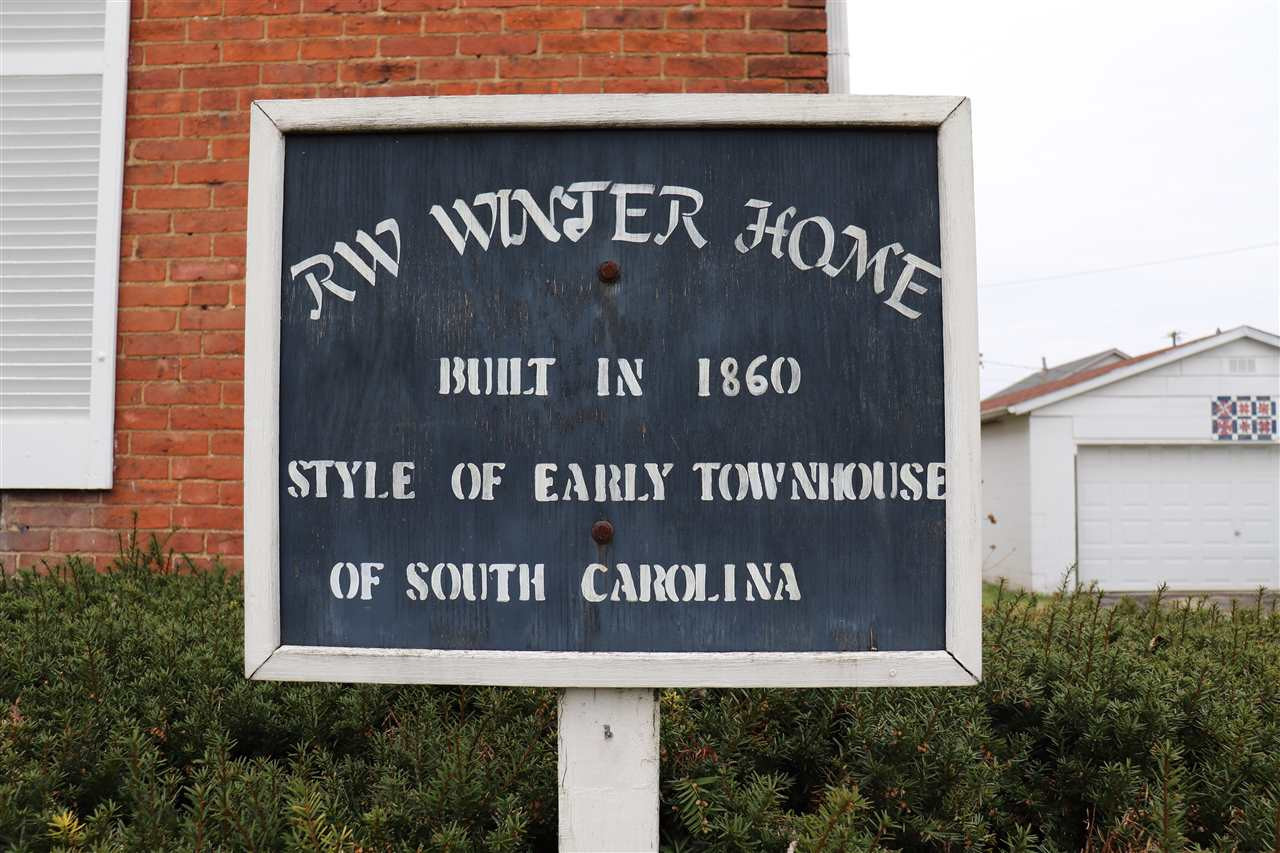 RW WINTER HOME
BUILT IN 1860
STYLE OF EARLY TOWNHOUSE
OF SOUTH CAROLINA